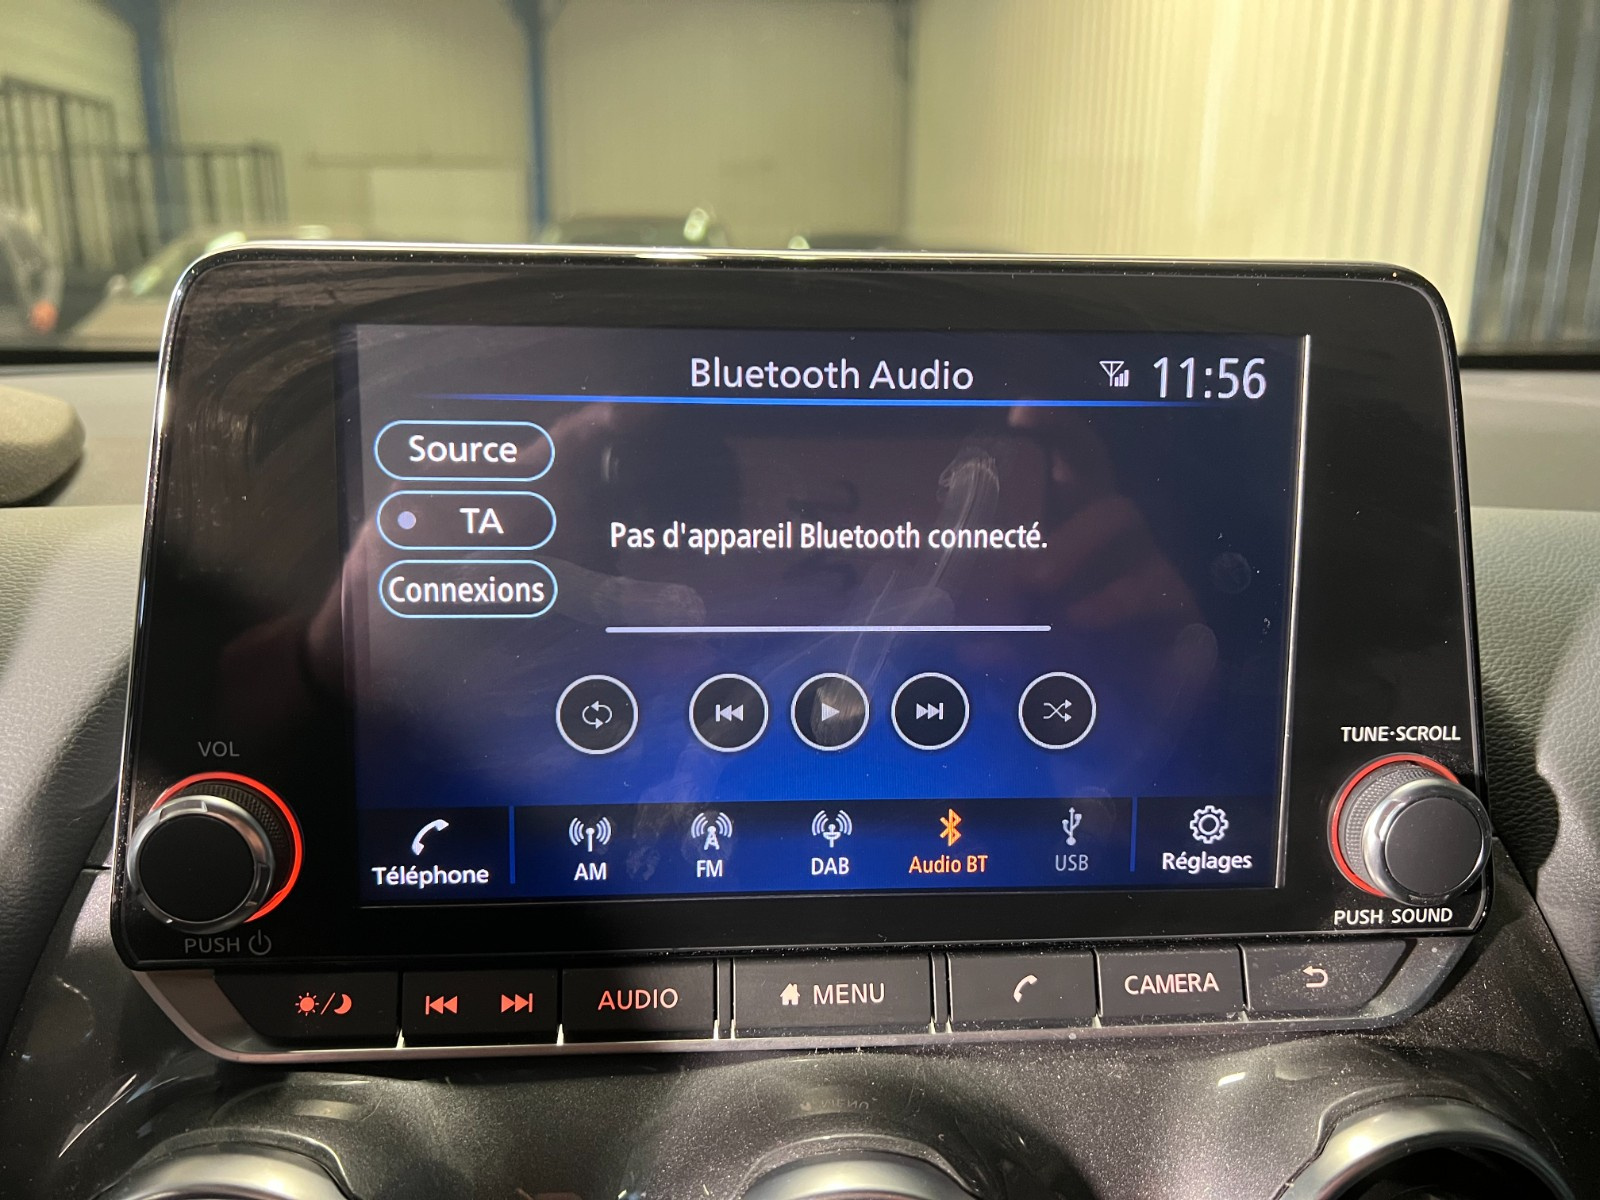 Bluetooth Audio
11:56
Source
TA
Pas d'appareil Bluetooth connecté.
Connexions
VOL
TUNE·SCROLL
Téléphone
AM
FM
DAB
Audio BT
USB
Réglages
PUSH
PUSH SOUND
AUDIO
MENU
CAMERA